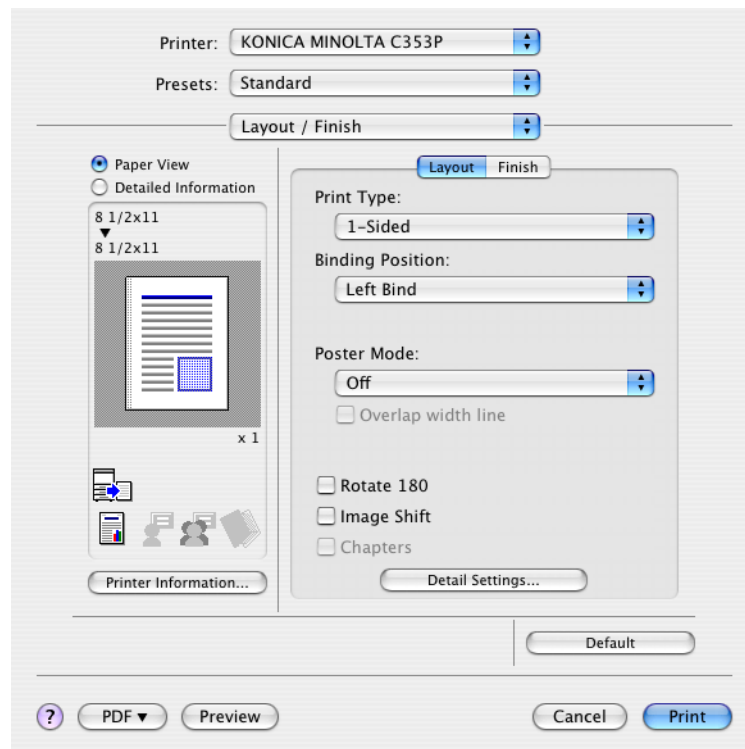 Printer: KONICA MINOLTA C353P
Presets: Standard
Layout / Finish
Paper View
Detailed Information
8 1/2x11
8 1/2x11
x 1
Printer Information...
Layout Finish
Print Type:
1-Sided
Binding Position:
Left Bind
Poster Mode:
Off
Overlap width line
Rotate 180
Image Shift
Chapters
Detail Settings...
Default
? PDF ▼ Preview Cancel Print